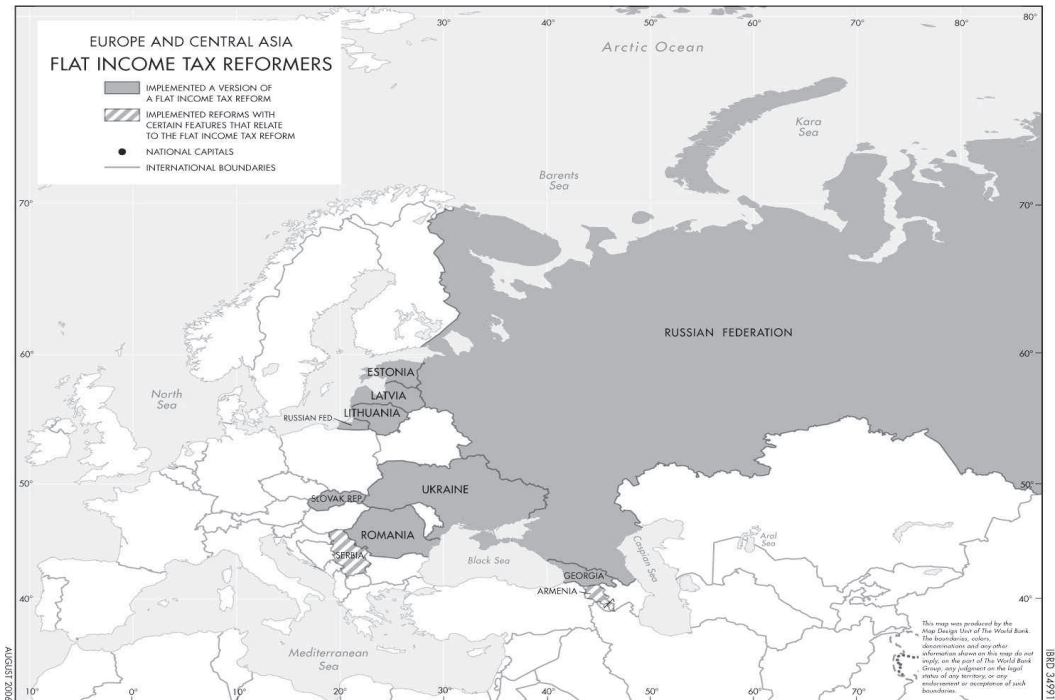 EUROPE AND CENTRAL ASIA
FLAT INCOME TAX REFORMERS
IMPLEMENTED A VERSION OF
A FLAT INCOME TAX REFORM
IMPLEMENTED REFORMS WITH
CERTAIN FEATURES THAT RELATE
TO THE FLAT INCOME TAX REFORM
NATIONAL CAPITALS
INTERNATIONAL BOUNDARIES
30° 40° 50° 60° 70° 80° 80°
Arctic Ocean
Kara
Sea
Barents
Sea
70° 70°
RUSSIAN FEDERATION
60° 60°
ESTONIA
North
Sea
LATVIA
LITHUANIA
RUSSIAN FED
50° 50°
UKRAINE
SLOVAK REP
ROMANIA
Aral
Sea
SERBIA
Black Sea
Caspian Sea
GEORGIA
ARMENIA
40° 40°
Mediterranean
Sea
This map was produced by the
Map Design Unit of The World Bank.
The boundaries, colors,
denominations and any other
information shown on this map do not
imply, on the part of The World Bank
Group, any judgment on the legal
status of any territory, or any
endorsement or acceptance of such
boundaries.
10° 0° 10° 20° 30° 40° 50° 60° 70°
AUGUST 2006
IBRD 34991